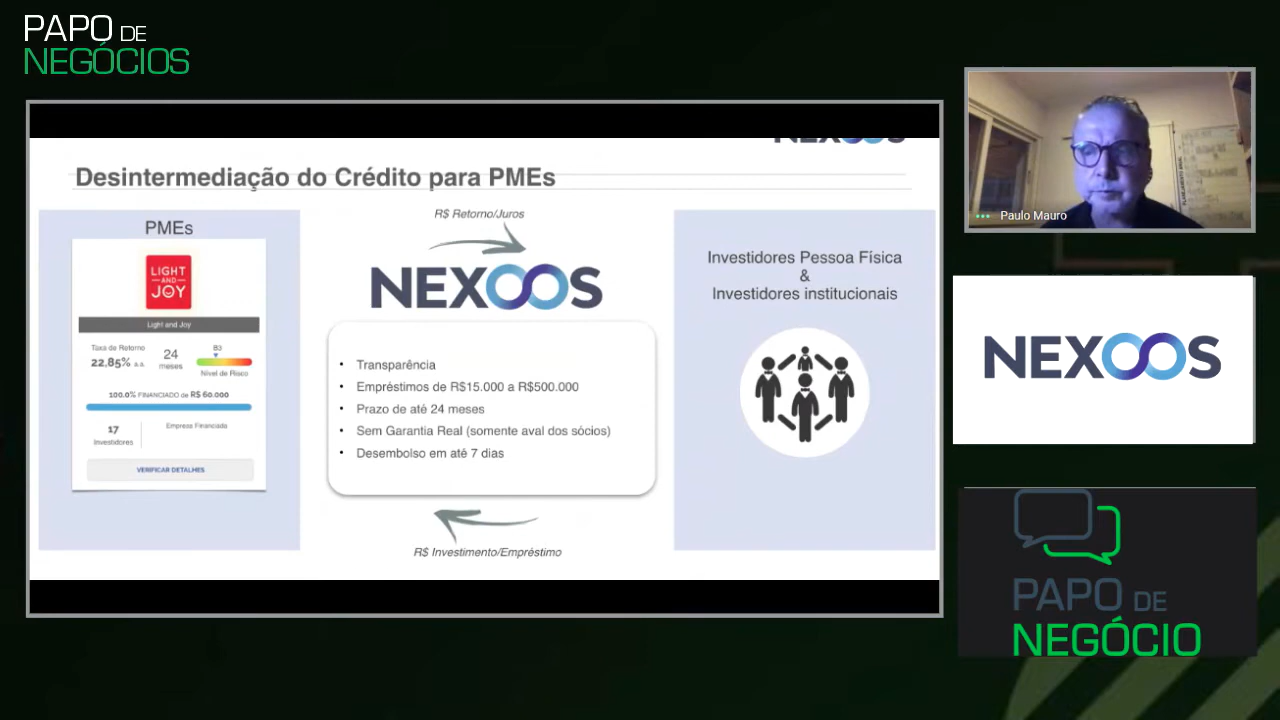 PAPO DE
NEGÓCIOS
NEXOOS
Desintermediação do Crédito para PMEs
PMEs
LIGHT
AND
JOY
Light and Joy
Taxa de Retorno
22,85% a.a.
24
meses
B3
Nível de Risco
100.0% FINANCIADO de R$ 60.000
17
Investidores
Empresa Financiada
VERIFICAR DETALHES
R$ Retorno/Juros
NEXOOS
• Transparência
• Empréstimos de R$15.000 a R$500.000
• Prazo de até 24 meses
• Sem Garantia Real (somente aval dos sócios)
• Desembolso em até 7 dias
R$ Investimento/Empréstimo
Investidores Pessoa Física
&
Investidores institucionais
Paulo Mauro
NEXOOS
PAPO DE
NEGÓCIO